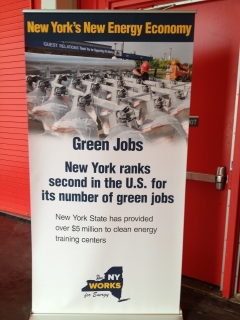 New York's New Energy Economy
Green Jobs
New York ranks
second in the U.S. for
its number of green jobs
New York State has provided
over $5 million to clean energy
training centers
NY
WORKS
for Energy